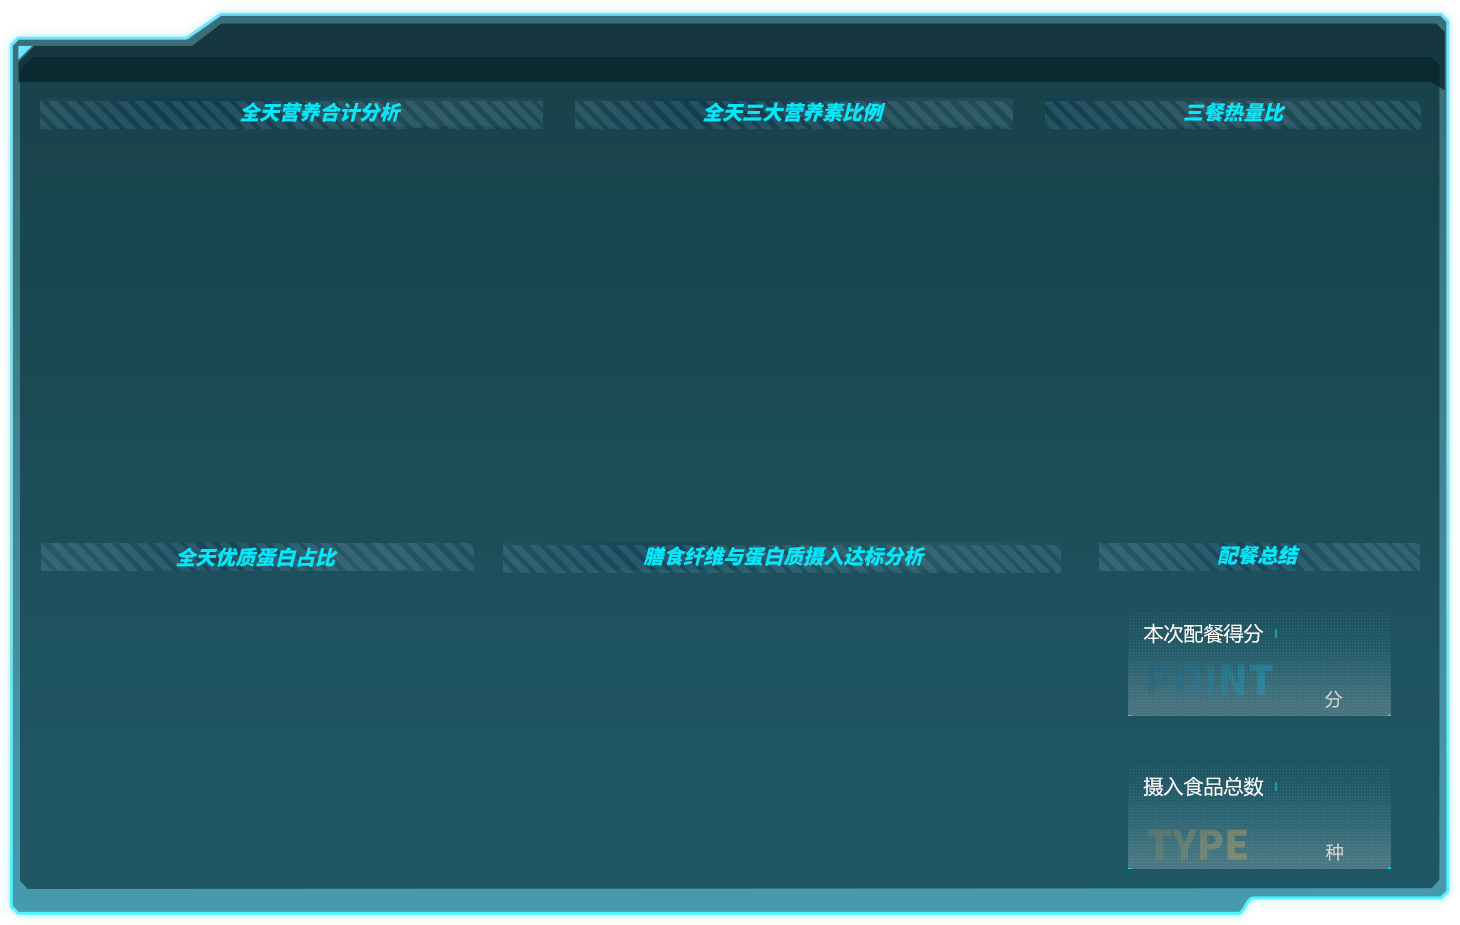 全天营养合计分析
全天三大营养素比例
三餐热量比
全天优质蛋白占比
膳食纤维与蛋白质摄入达标分析
配餐总结
本次配餐得分
POINT
分
摄入食品总数
TYPE
种